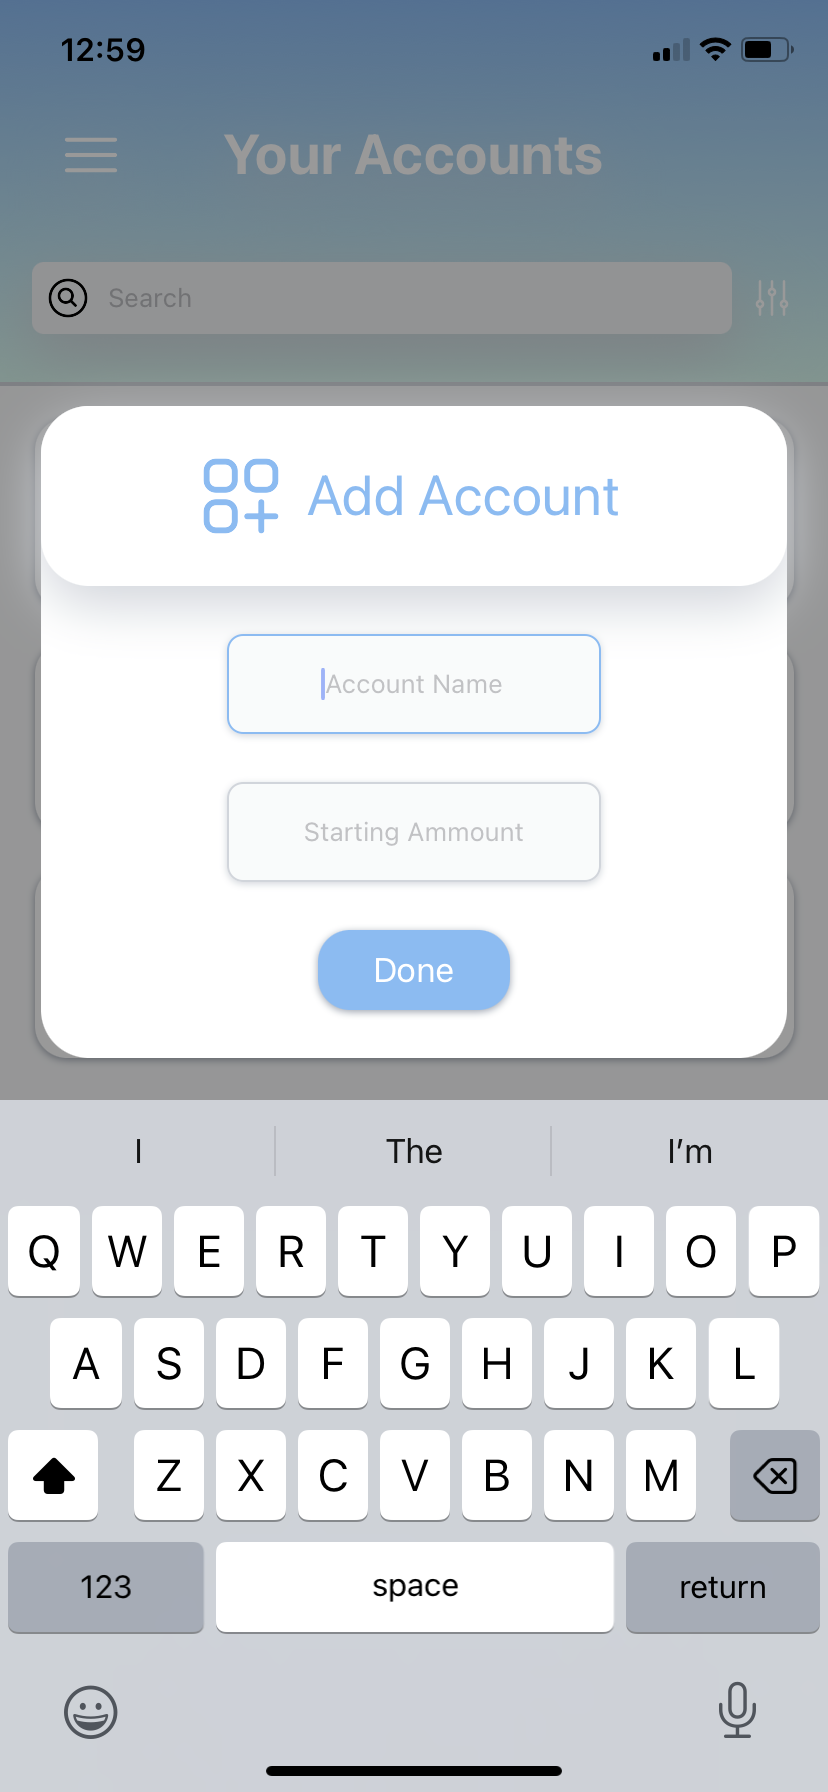 12:59
Your Accounts
Search
Add Account
Account Name
Starting Ammount
Done
I The I’m
Q W E R T Y U I O P
A S D F G H J K L
Z X C V B N M
123 space return